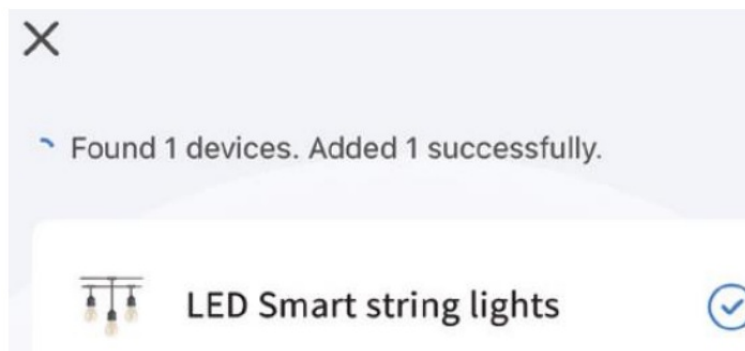 Found 1 devices. Added 1 successfully.
LED Smart string lights